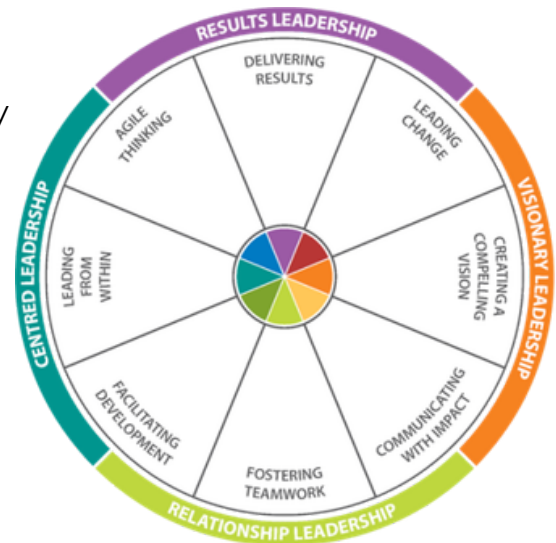 RESULTS LEADERSHIP
DELIVERING
RESULTS
LEADING
CHANGE
VISIONARY LEADERSHIP
CREATING A
COMPELLING
VISION
COMMUNICATING
WITH IMPACT
RELATIONSHIP LEADERSHIP
FOSTERING
TEAMWORK
FACILITATING
DEVELOPMENT
CENTRED LEADERSHIP
LEADING
FROM
WITHIN
AGILE
THINKING